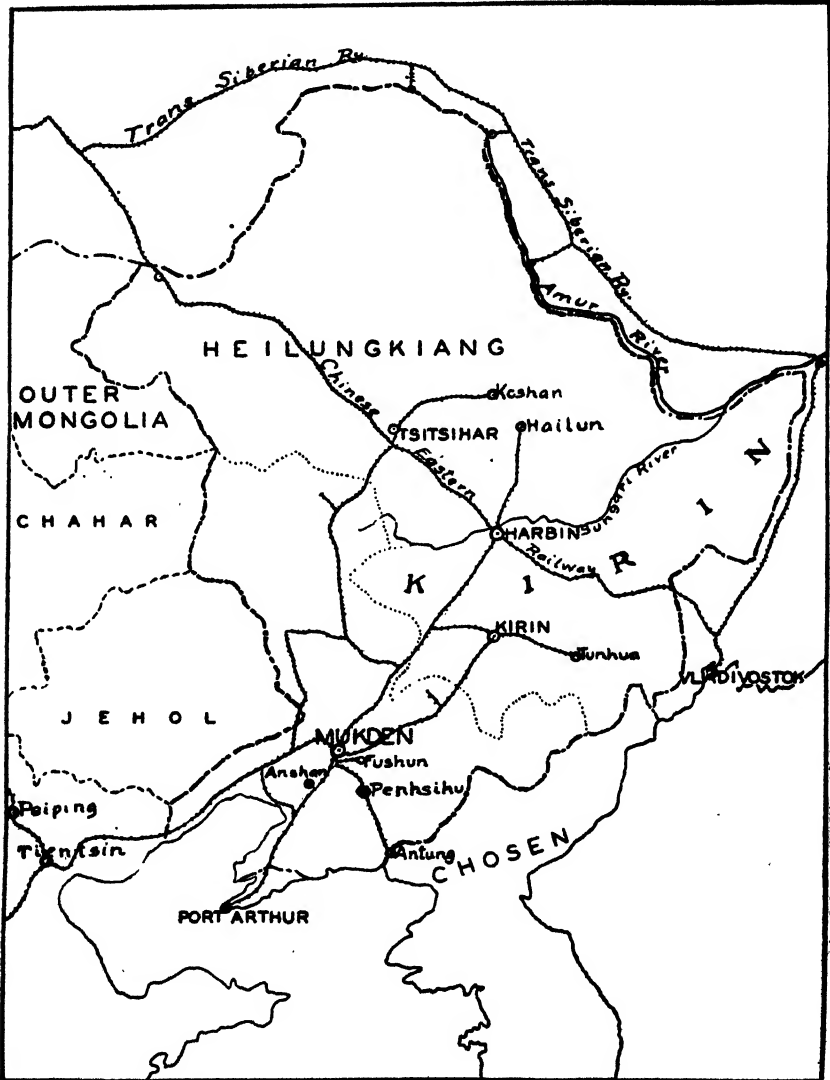 Trans Siberian Ry.
Trans Siberian Ry.
Amur River
HEILUNGKIANG
Chinese Eastern Railway
OUTER
MONGOLIA
Koshan
TSITSIHAR
Hailun
Sungari River
CHAHAR
HARBIN
KIRIN
KIRIN
Tunhua
VLADIVOSTOK
JEHOL
MUKDEN
Fushun
Anshan
Penhsihu
Peiping
Tientsin
Antung
CHOSEN
PORT ARTHUR